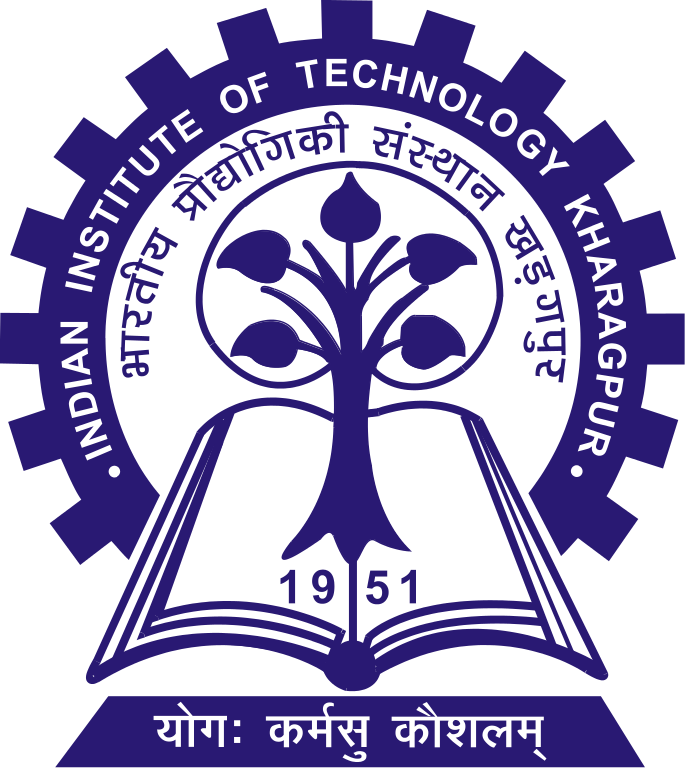 INDIAN INSTITUTE OF TECHNOLOGY KHARAGPUR
भारतीय प्रौद्योगिकी संस्थान खड़गपुर
1951
योगः कर्मसु कौशलम्